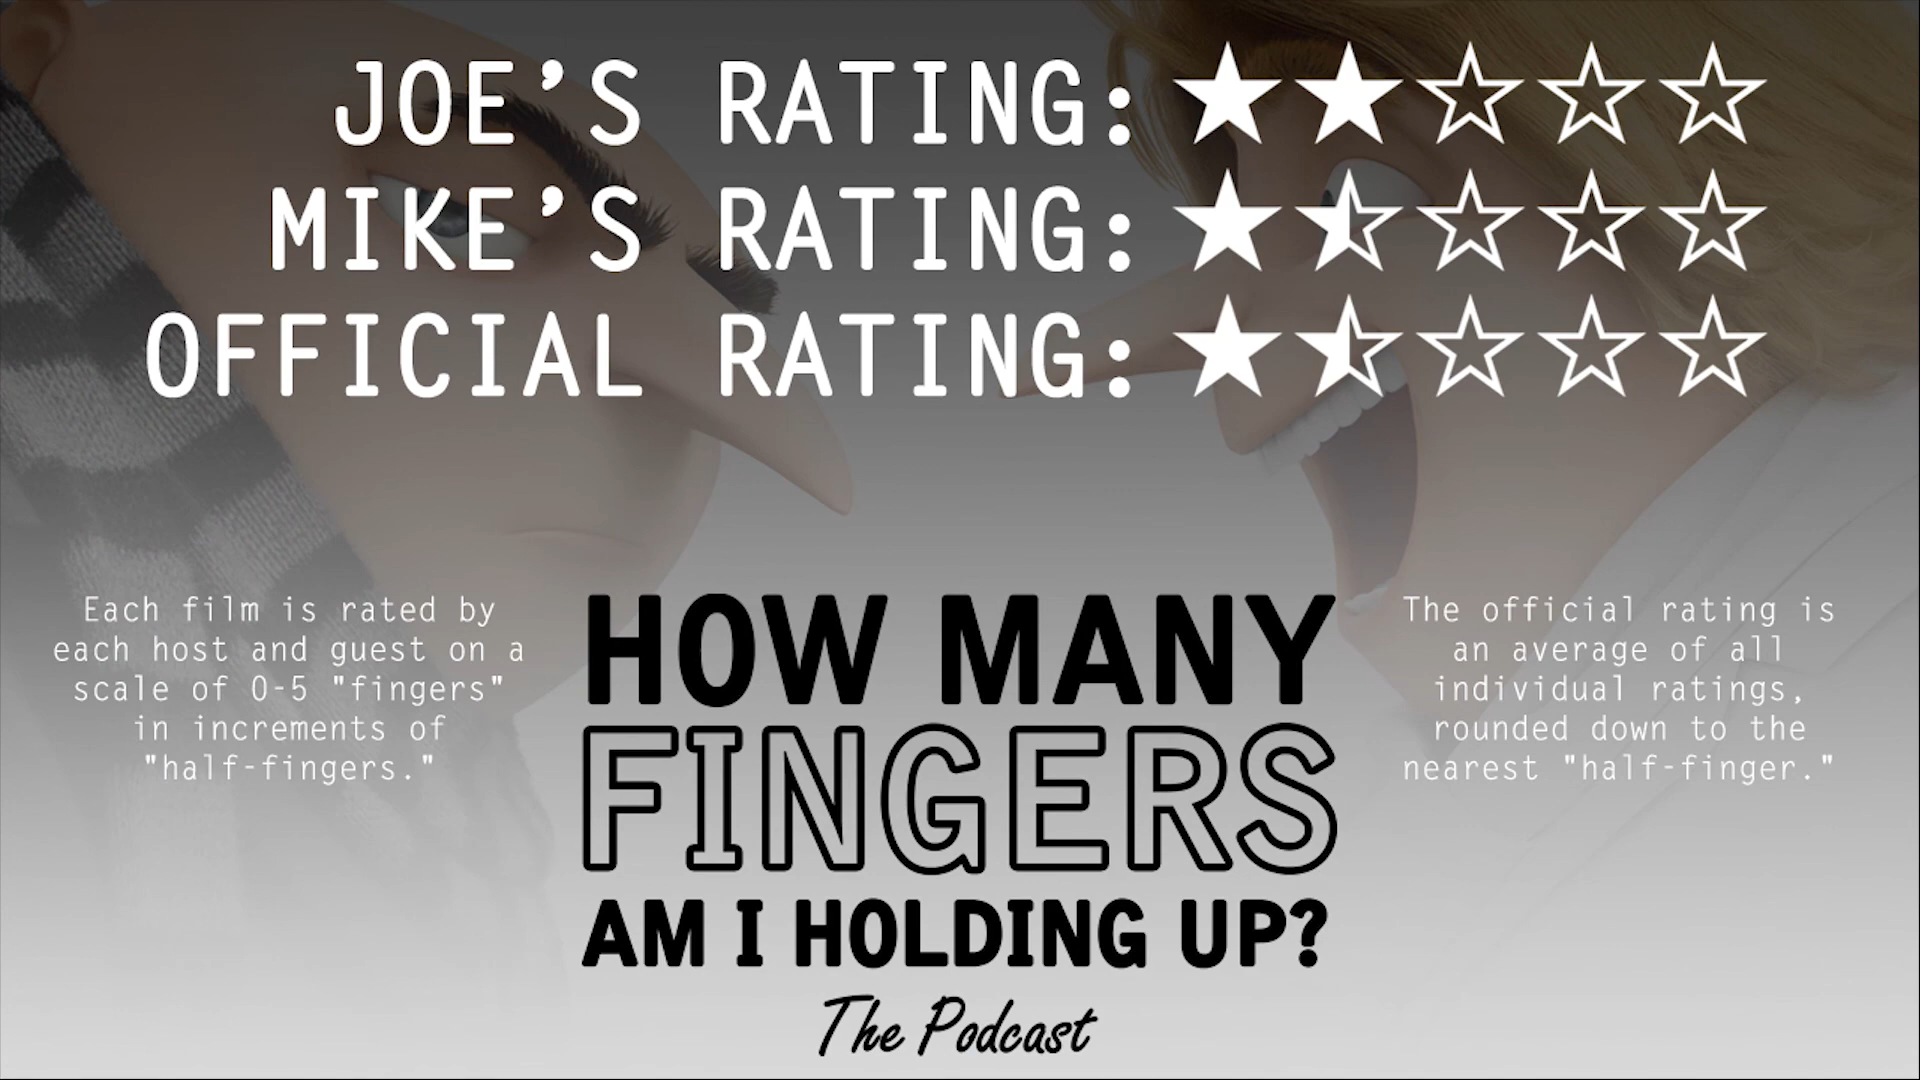 JOE'S RATING: ★★☆☆☆
MIKE'S RATING:
OFFICIAL RATING:
Each film is rated by
each host and guest on a
scale of 0-5 "fingers"
in increments of
"half-fingers."
HOW MANY
FINGERS
AM I HOLDING UP?
The Podcast
The official rating is
an average of all
individual ratings,
rounded down to the
nearest "half-finger."